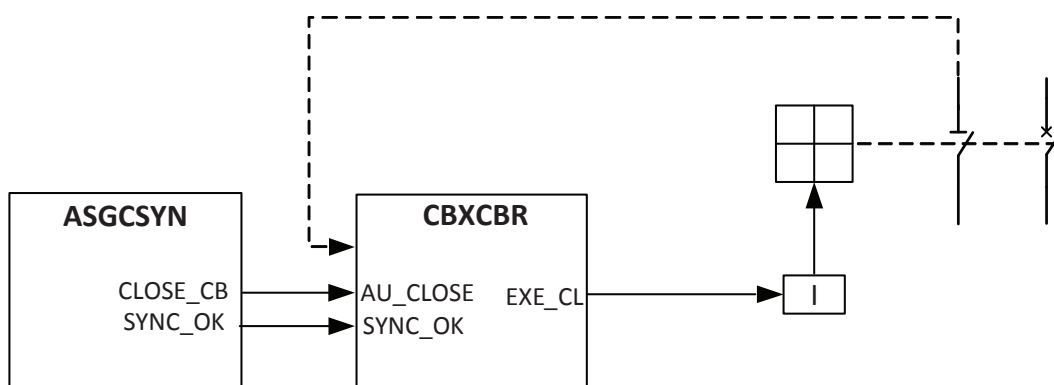 ASGCSYN
CBXCBR
CLOSE_CB
AU_CLOSE
EXE_CL
I
SYNC_OK
SYNC_OK